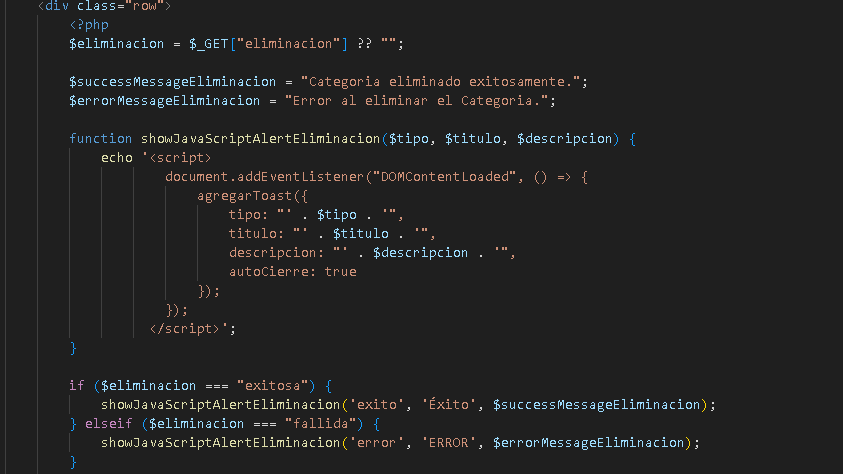 <div class="row">
<?php
$eliminacion = $_GET["eliminacion"] ?? "";
$successMessageEliminacion = "Categoria eliminado exitosamente.";
$errorMessageEliminacion = "Error al eliminar el Categoria.";
function showJavaScriptAlertEliminacion($tipo, $titulo, $descripcion) {
echo '<script>
document.addEventListener("DOMContentLoaded", () => {
agregarToast({
tipo: "' . $tipo . '",
titulo: "' . $titulo . '",
descripcion: "' . $descripcion . '",
autoCierre: true
});
});
</script>';
}
if ($eliminacion === "exitosa") {
showJavaScriptAlertEliminacion('exito', 'Éxito', $successMessageEliminacion);
} elseif ($eliminacion === "fallida") {
showJavaScriptAlertEliminacion('error', 'ERROR', $errorMessageEliminacion);
}